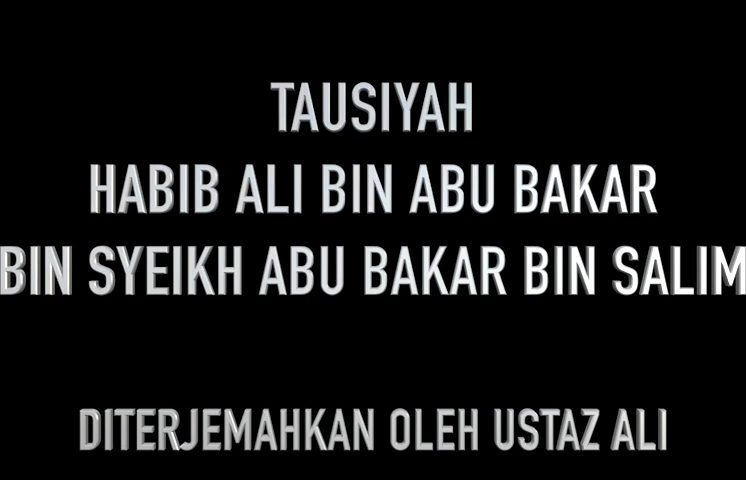 TAUSIYAH
HABIB ALI BIN ABU BAKAR
BIN SYEIKH ABU BAKAR BIN SALIM
DITERJEMAHKAN OLEH USTAZ ALI